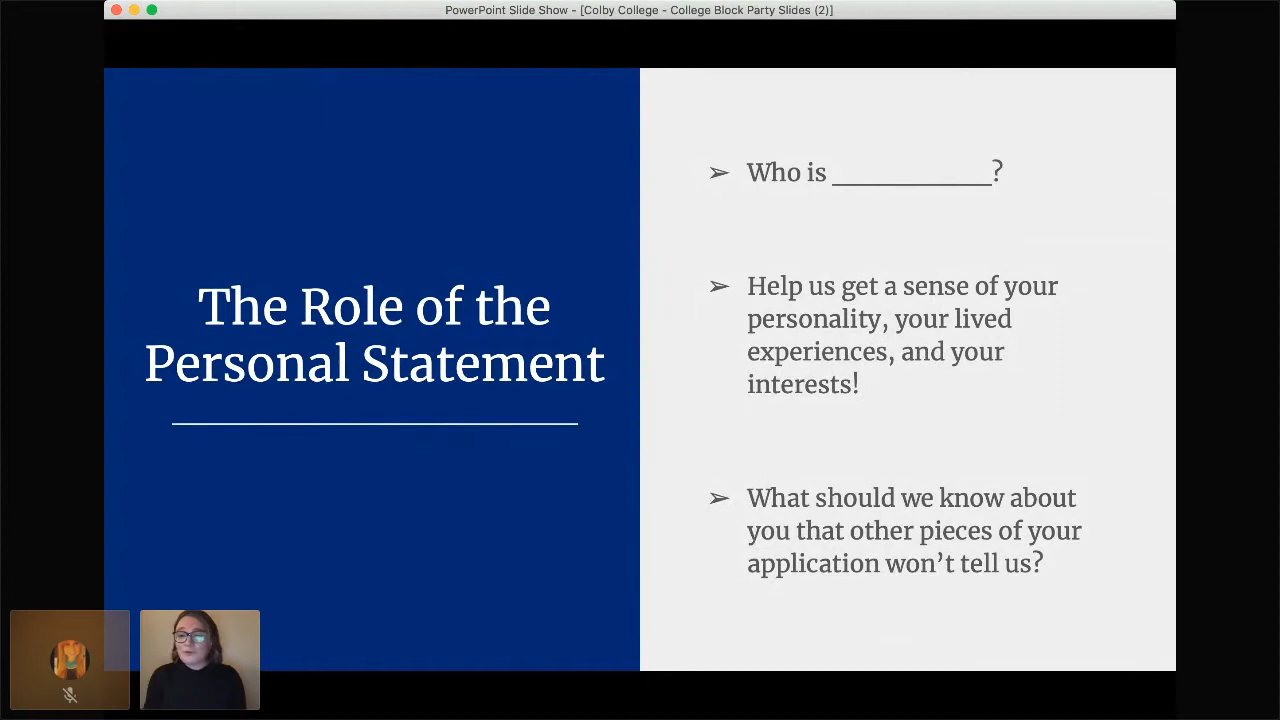 PowerPoint Slide Show - [Colby College - College Block Party Slides (2)]
The Role of the
Personal Statement
➢ Who is ____________?
➢ Help us get a sense of your
personality, your lived
experiences, and your
interests!
➢ What should we know about
you that other pieces of your
application won’t tell us?